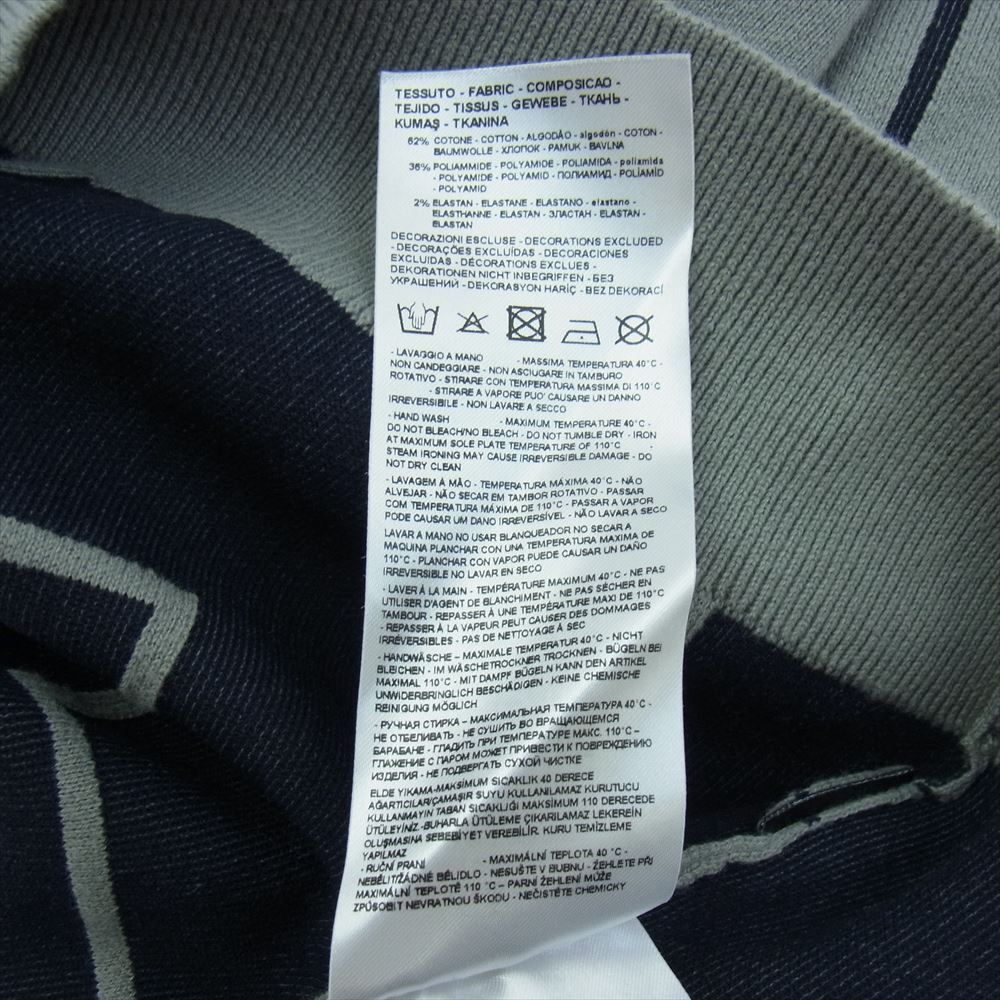 TESSUTO - FABRIC - COMPOSICAO -
TEJIDO - TISSUS - GEWEBE - ТКАНЬ -
KUMAŞ - TKANINA
62% COTONE - COTTON - ALGODÃO - algodón - COTON -
BAUMWOLLE - ХЛОПОК - PAMUK - BAVLNA
36% POLIAMMIDE - POLYAMIDE - POLIAMIDA - poliamida
- POLYAMIDE - POLYAMID - ПОЛИАМИД - POLİAMİD
- POLYAMID
2% ELASTAN - ELASTANE - ELASTANO - elastano -
ELASTHANNE - ELASTAN - ЭЛАСТАН - ELASTAN -
ELASTAN
DECORAZIONI ESCLUSE - DECORATIONS EXCLUDED
- DECORAÇÕES EXCLUÍDAS - DECORACIONES
EXCLUIDAS - DÉCORATIONS EXCLUES -
DEKORATIONEN NICHT INBEGRIFFEN - БЕЗ
УКРАШЕНИЙ - DEKORASYON HARİÇ - BEZ DEKORACÍ
- LAVAGGIO A MANO - MASSIMA TEMPERATURA 40°C -
NON CANDEGGIARE - NON ASCIUGARE IN TAMBURO
ROTATIVO - STIRARE CON TEMPERATURA MASSIMA DI 110°C
- STIRARE A VAPORE PUO' CAUSARE UN DANNO
IRREVERSIBILE - NON LAVARE A SECCO
- HAND WASH - MAXIMUM TEMPERATURE 40°C -
DO NOT BLEACH/NO BLEACH - DO NOT TUMBLE DRY - IRON
AT MAXIMUM SOLE PLATE TEMPERATURE OF 110°C -
STEAM IRONING MAY CAUSE IRREVERSIBLE DAMAGE - DO
NOT DRY CLEAN
- LAVAGEM À MÃO - TEMPERATURA MÁXIMA 40°C - NÃO
ALVEJAR - NÃO SECAR EM TAMBOR ROTATIVO - PASSAR
COM TEMPERATURA MÁXIMA DE 110°C - PASSAR A VAPOR
PODE CAUSAR UM DANO IRREVERSÍVEL - NÃO LAVAR A SECO
LAVAR A MANO NO USAR BLANQUEADOR NO SECAR A
MAQUINA PLANCHAR CON UNA TEMPERATURA MAXIMA DE
110°C - PLANCHAR CON VAPOR PUEDE CAUSAR UN DAÑO
IRREVERSIBLE NO LAVAR EN SECO
- LAVER À LA MAIN - TEMPÉRATURE MAXIMUM 40°C - NE PAS
UTILISER D'AGENT DE BLANCHIMENT - NE PAS SÉCHER EN
TAMBOUR - REPASSER À UNE TEMPÉRATURE MAXI DE 110°C
- REPASSER À LA VAPEUR PEUT CAUSER DES DOMMAGES
IRRÉVERSIBLES - PAS DE NETTOYAGE À SEC
- HANDWÄSCHE – MAXIMALE TEMPERATUR 40°C - NICHT
BLEICHEN - IM WÄSCHETROCKNER TROCKNEN - BÜGELN BEI
MAXIMAL 110°C - MIT DAMPF BÜGELN KANN DEN ARTIKEL
UNWIDERBRINGLICH BESCHÄDIGEN - KEINE CHEMISCHE
REINIGUNG MÖGLICH
- РУЧНАЯ СТИРКА – МАКСИМАЛЬНАЯ ТЕМПЕРАТУРА 40°C -
НЕ ОТБЕЛИВАТЬ - НЕ СУШИТЬ ВО ВРАЩАЮЩЕМСЯ
БАРАБАНЕ - ГЛАДИТЬ ПРИ ТЕМПЕРАТУРЕ МАКС. 110°C –
ГЛАЖЕНИЕ С ПАРОМ МОЖЕТ ПРИВЕСТИ К ПОВРЕЖДЕНИЮ
ИЗДЕЛИЯ - НЕ ПОДВЕРГАТЬ СУХОЙ ЧИСТКЕ
ELDE YIKAMA-MAKSİMUM SICAKLIK 40 DERECE
AĞARTICILAR/ÇAMAŞIR SUYU KULLANILAMAZ KURUTUCU
KULLANMAYIN TABAN SICAKLIĞI MAKSİMUM 110 DERECEDE
ÜTÜLEYİNİZ -BUHARLA ÜTÜLEME ÇIKARILAMAZ LEKERİN
OLUŞMASINA SEBEBİYET VEREBİLİR. KURU TEMİZLEME
YAPILMAZ
- RUČNÍ PRANÍ - MAXIMÁLNÍ TEPLOTA 40°C -
NEBĚLIT/ŽÁDNÉ BĚLIDLO - NESUŠTE V BUBNU - ŽEHLETE PŘI
MAXIMÁLNÍ TEPLOTĚ 110°C – PARNÍ ŽEHLENÍ MŮŽE
ZPŮSOBIT NEVRATNOU ŠKODU - NEČISTĚTE CHEMICKY